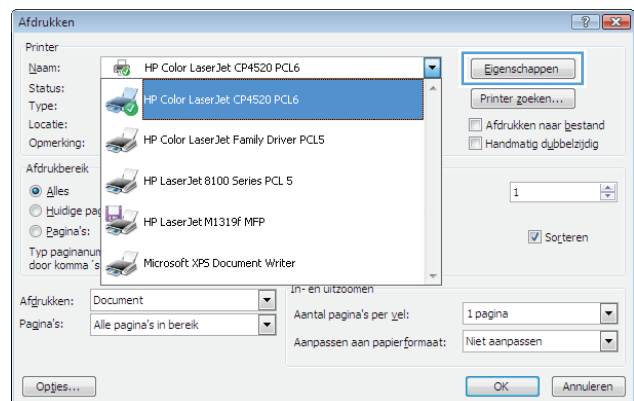 Afdrukken
Printer
Naam: HP Color LaserJet CP4520 PCL6 Eigenschappen
Status: HP Color LaserJet CP4520 PCL6 Printer zoeken...
Type:
Locatie: Afdrukken naar bestand
Opmerking: HP Color LaserJet Family Driver PCL5 Handmatig dubbelzijdig
Afdrukbereik
HP LaserJet 8100 Series PCL 5
Alles 1
Huidige pag
HP LaserJet M1319f MFP
Pagina's: Sorteren
Typ paginanun
door komma 's Microsoft XPS Document Writer
In- en uitzoomen
Afdrukken: Document
Aantal pagina's per vel: 1 pagina
Pagina's: Alle pagina's in bereik
Aanpassen aan papierformaat: Niet aanpassen
Opties... OK Annuleren